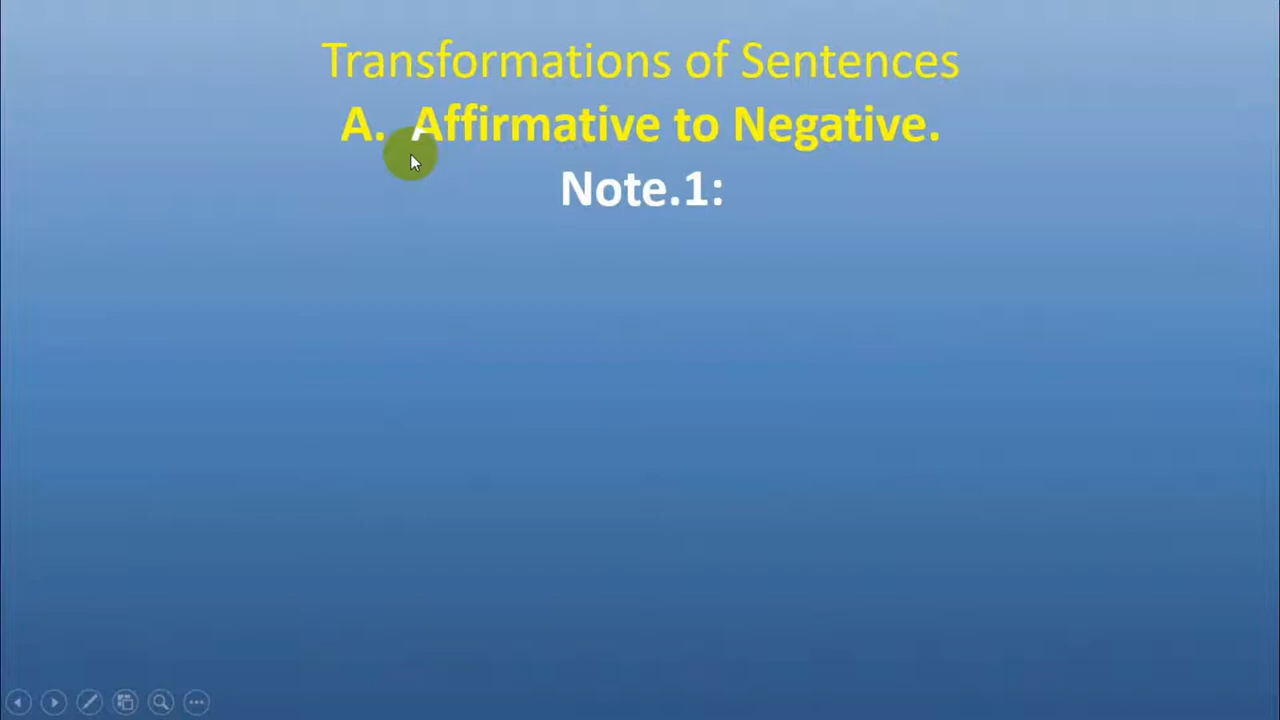 Transformations of Sentences
A. Affirmative to Negative.
Note.1: